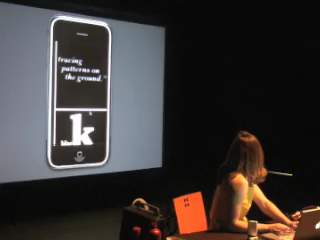 tracing
patterns on
the ground."
k